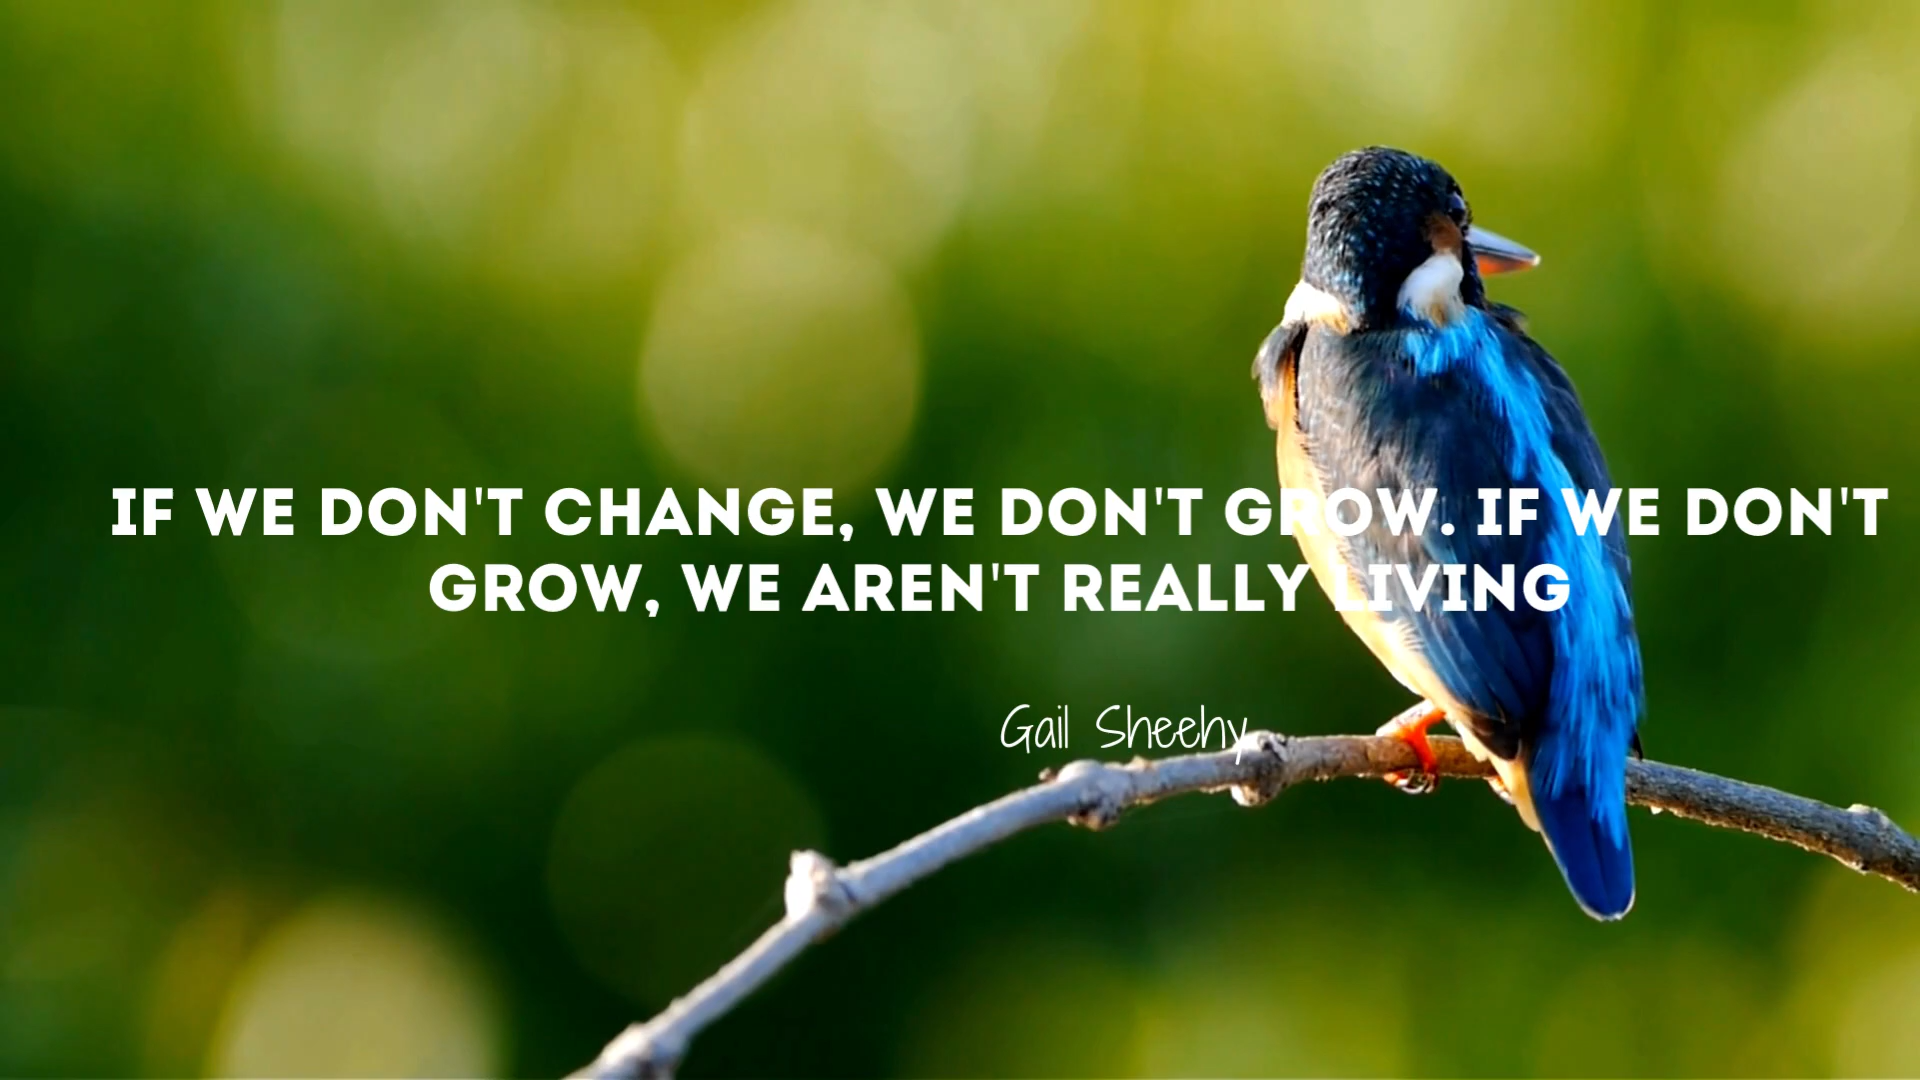 IF WE DON'T CHANGE, WE DON'T GROW. IF WE DON'T
GROW, WE AREN'T REALLY LIVING
Gail Sheehy